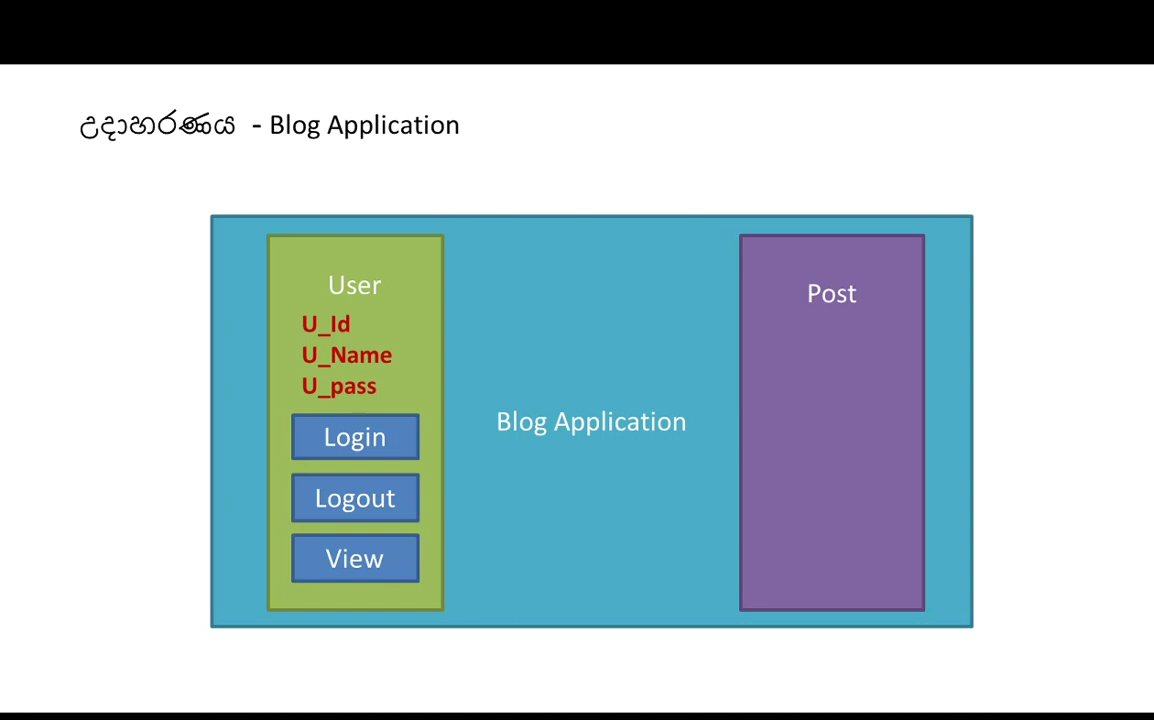 උදාහරණය - Blog Application
User
U_Id
U_Name
U_pass
Login
Logout
View
Blog Application
Post